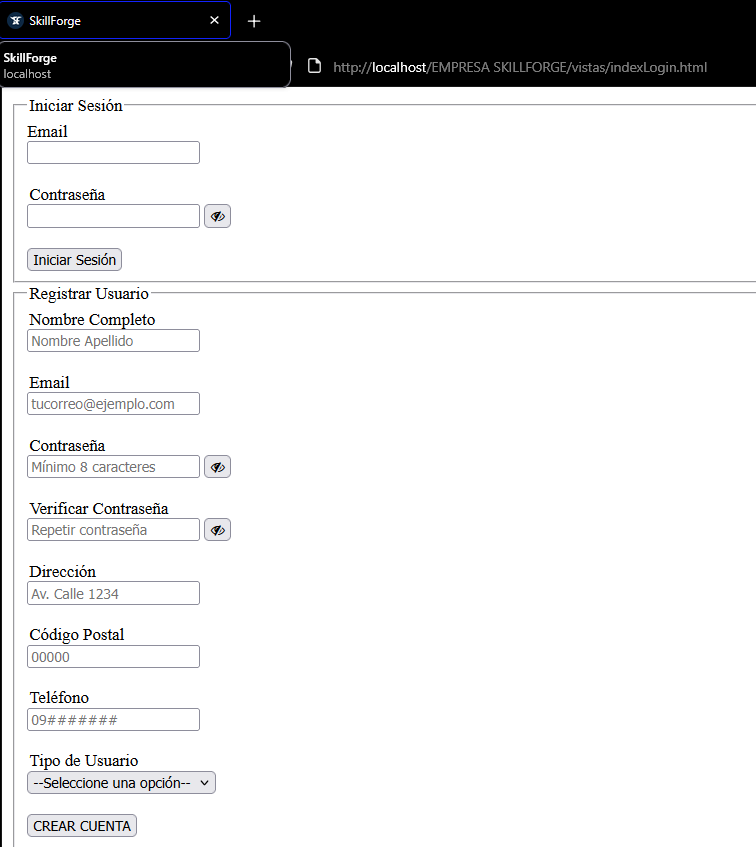 SkillForge
SkillForge
localhost
http://localhost/EMPRESA SKILLFORGE/vistas/indexLogin.html
Iniciar Sesión
Email
Contraseña
Iniciar Sesión
Registrar Usuario
Nombre Completo
Nombre Apellido
Email
tucorreo@ejemplo.com
Contraseña
Mínimo 8 caracteres
Verificar Contraseña
Repetir contraseña
Dirección
Av. Calle 1234
Código Postal
00000
Teléfono
09#######
Tipo de Usuario
--Seleccione una opción--
CREAR CUENTA